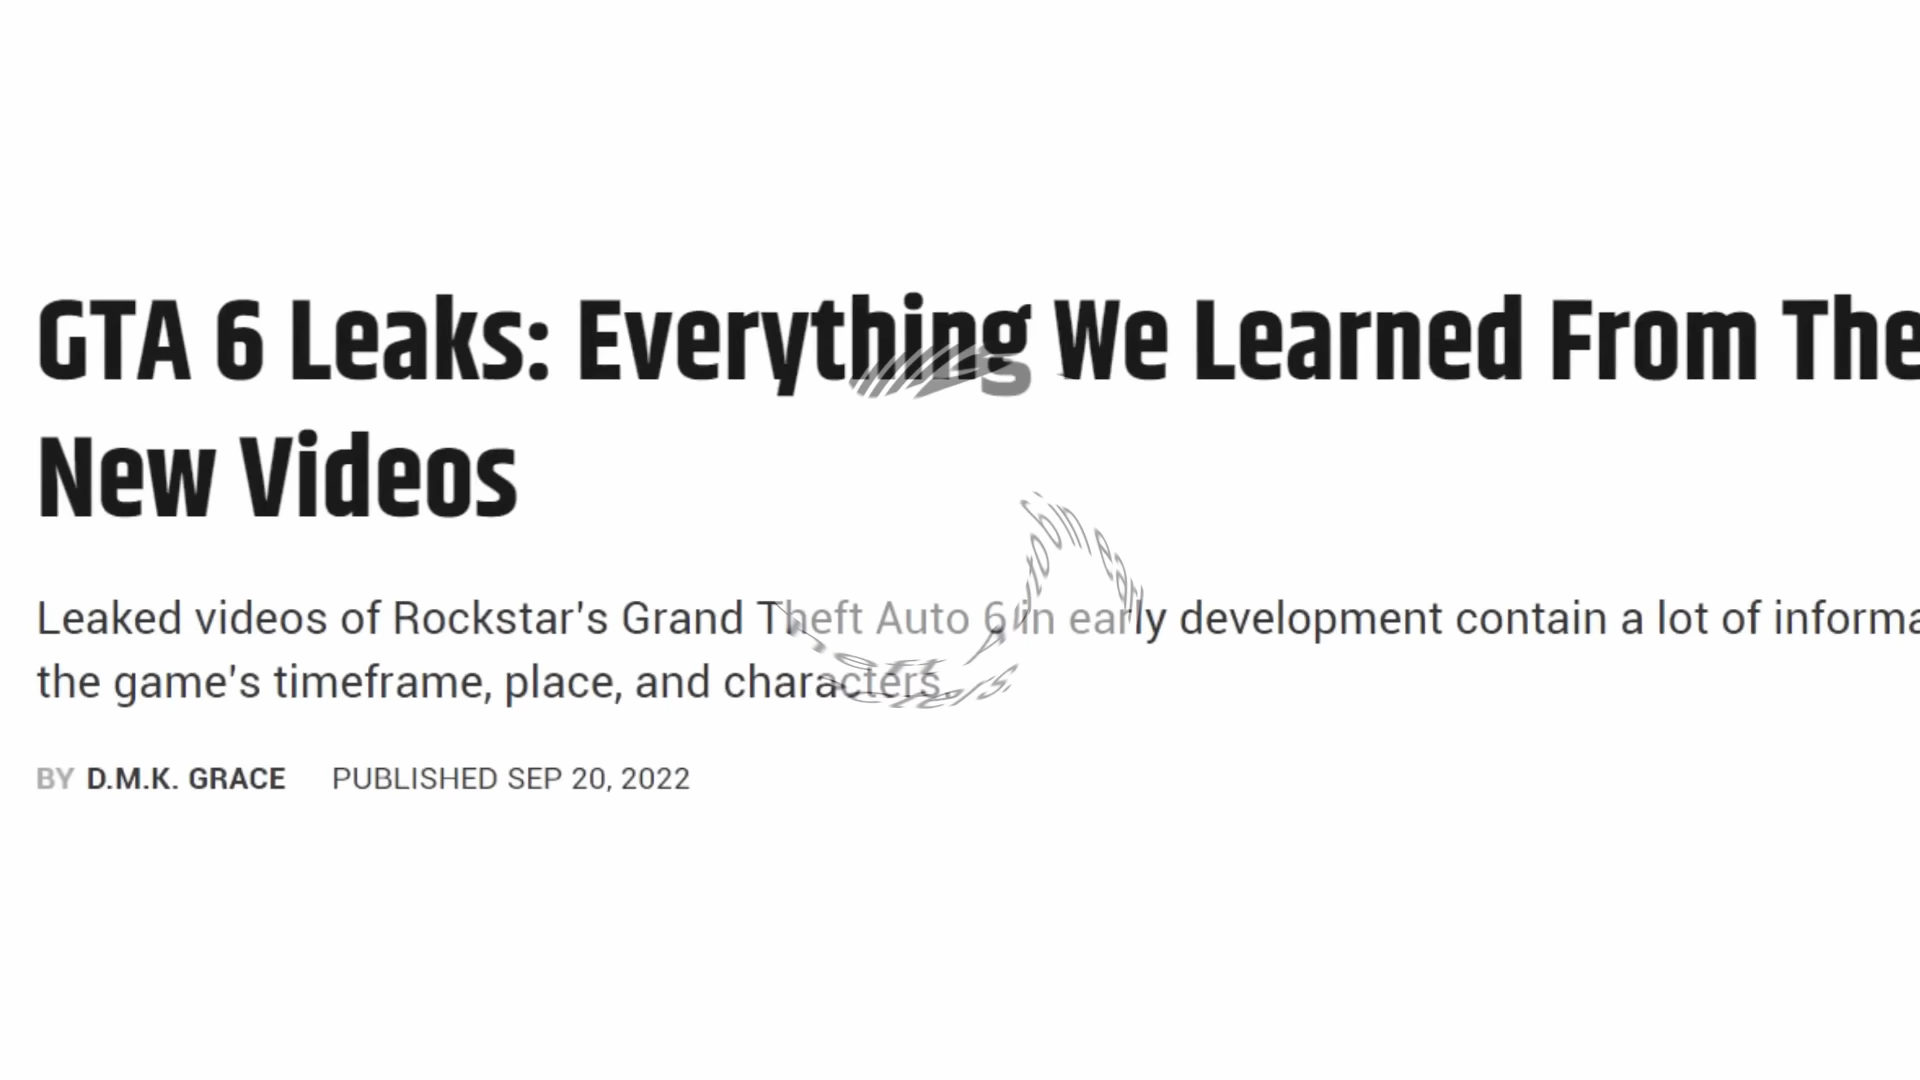 GTA 6 Leaks: Everything We Learned From The
New Videos
Leaked videos of Rockstar's Grand Theft Auto 6 in early development contain a lot of informa
the game's timeframe, place, and characters.
BY D.M.K. GRACE PUBLISHED SEP 20, 2022